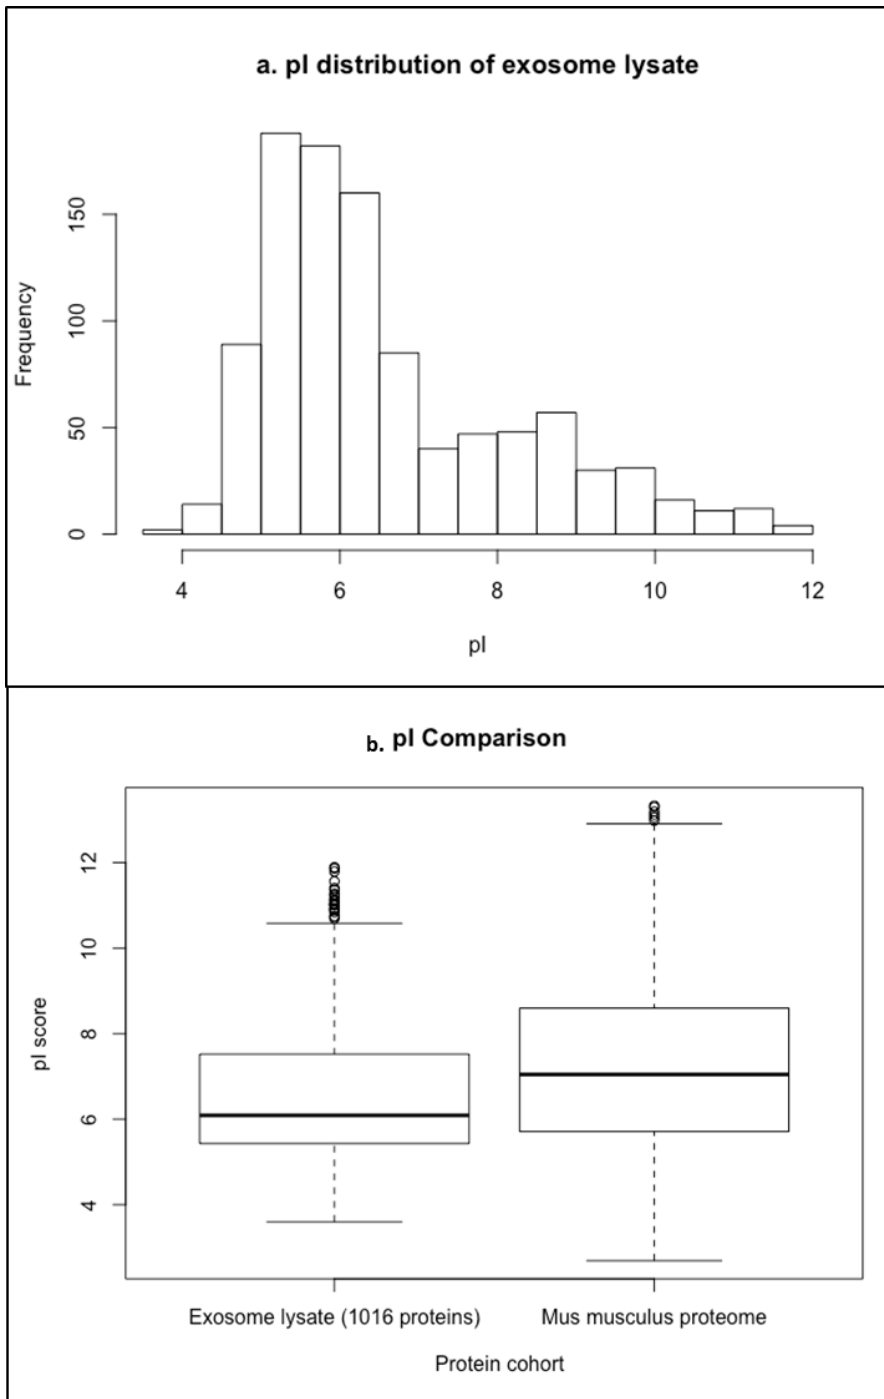 a. pI distribution of exosome lysate
150
100
50
0
Frequency
4 6 8 10 12
pI
b. pI Comparison
12
10
8
6
4
pI score
Exosome lysate (1016 proteins) Mus musculus proteome
Protein cohort